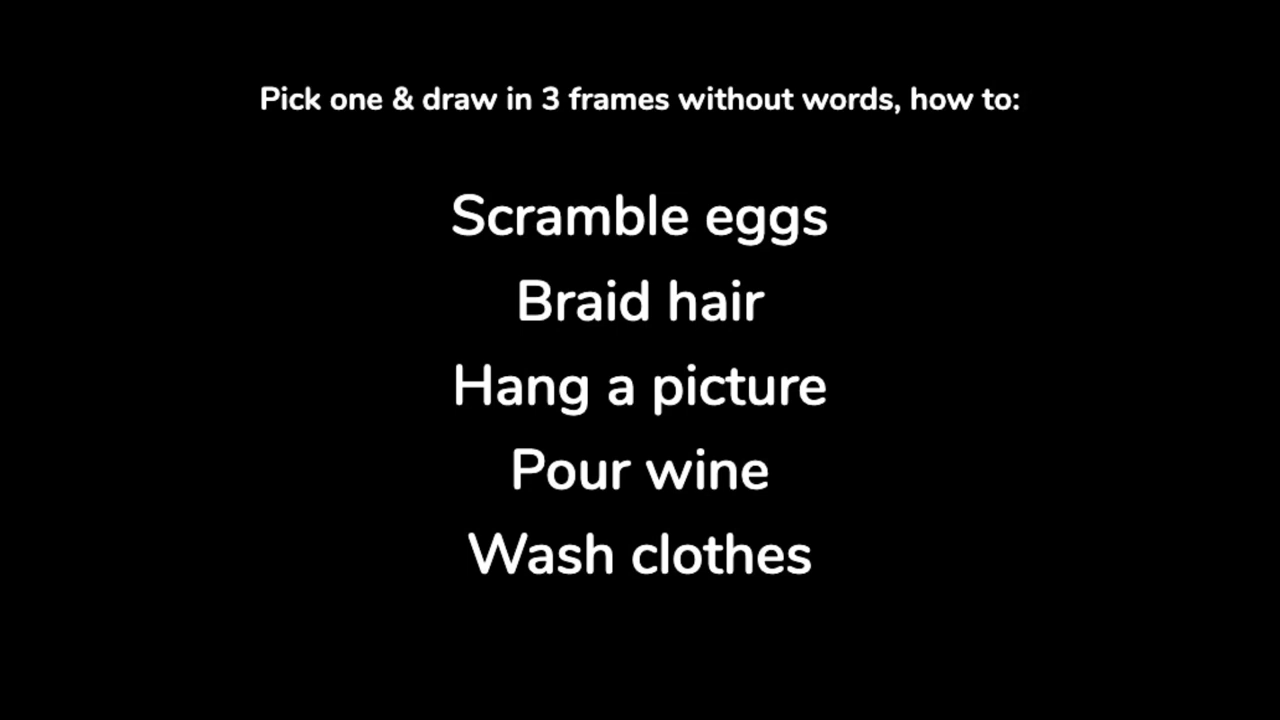 Pick one & draw in 3 frames without words, how to:
Scramble eggs
Braid hair
Hang a picture
Pour wine
Wash clothes